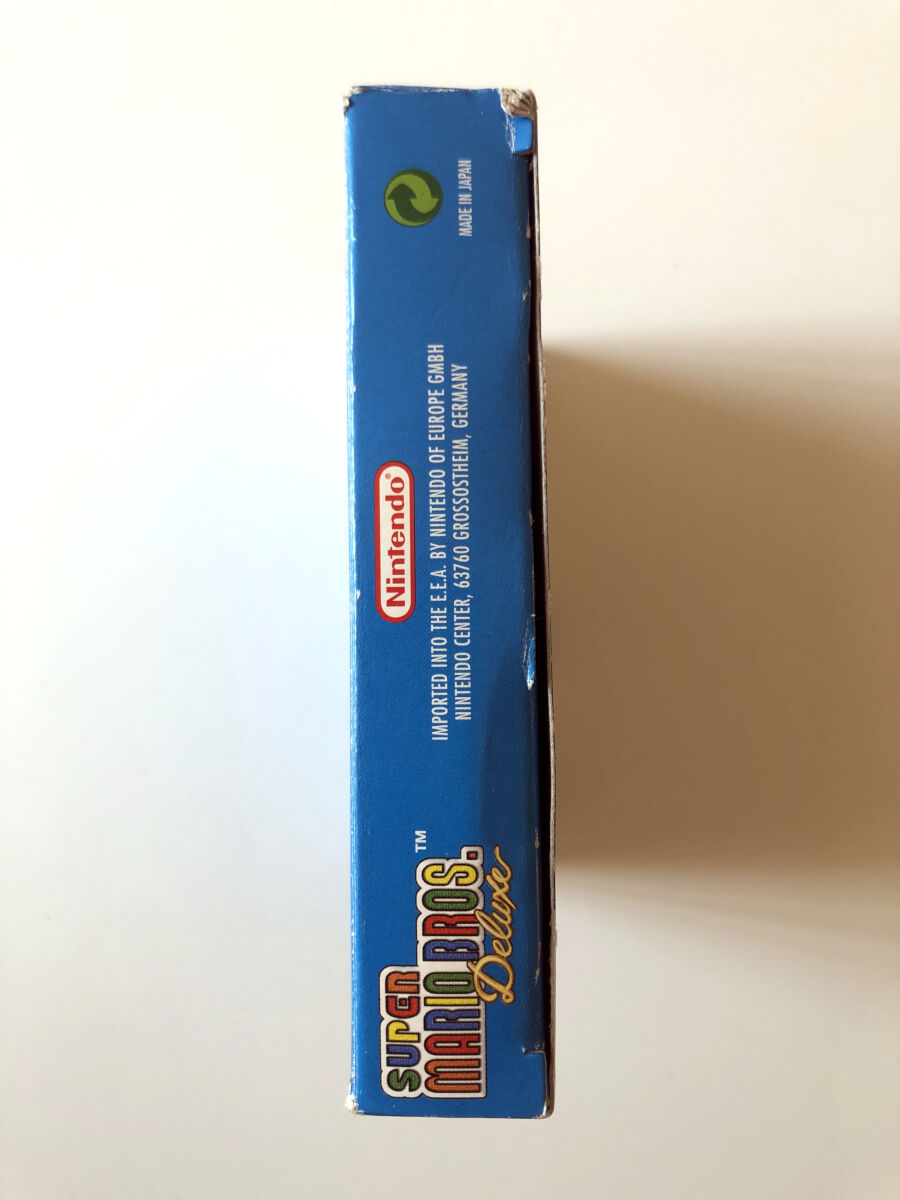 SUPER
MARIO BROS.™
Deluxe
Nintendo®
IMPORTED INTO THE E.E.A. BY NINTENDO OF EUROPE GMBH
NINTENDO CENTER, 63760 GROSSOSTHEIM, GERMANY
MADE IN JAPAN